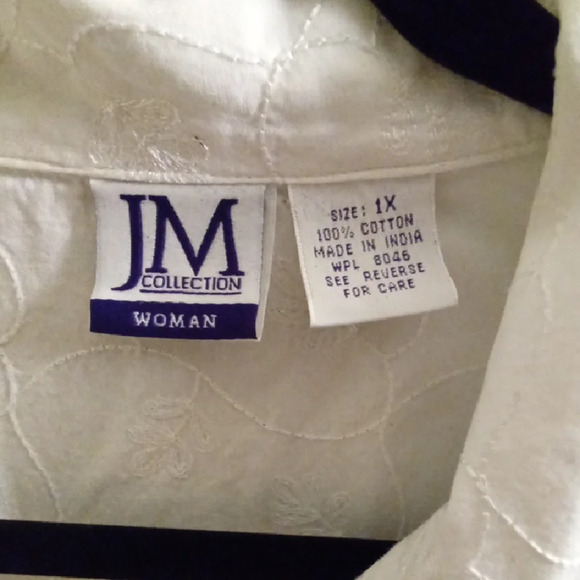 JM
COLLECTION
WOMAN
SIZE: 1X
100% COTTON
MADE IN INDIA
WPL 8046
SEE REVERSE
FOR CARE